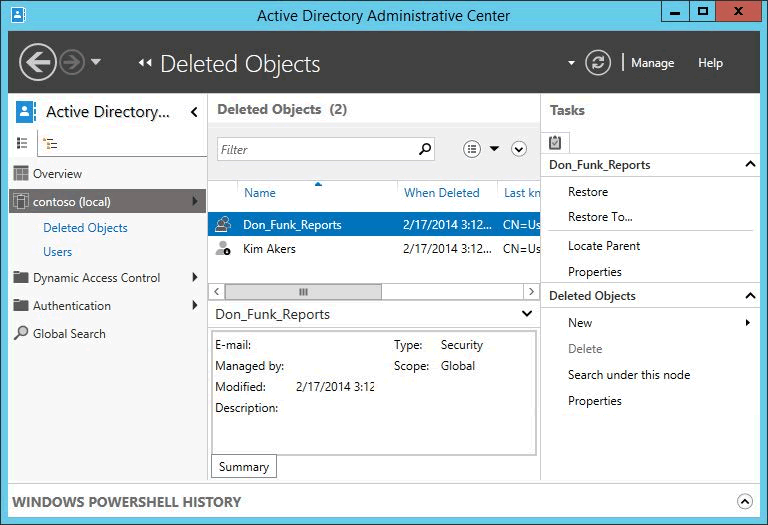 Active Directory Administrative Center
Deleted Objects
Manage
Help
Active Directory...
Overview
contoso (local)
Deleted Objects
Users
Dynamic Access Control
Authentication
Global Search
Deleted Objects (2)
Filter
Name When Deleted Last kn
Don_Funk_Reports 2/17/2014 3:12... CN=Us
Kim Akers 2/17/2014 3:12... CN=Us
Don_Funk_Reports
E-mail: Type: Security
Managed by: Scope: Global
Modified: 2/17/2014 3:12
Description:
Summary
Tasks
Don_Funk_Reports
Restore
Restore To...
Locate Parent
Properties
Deleted Objects
New
Delete
Search under this node
Properties
WINDOWS POWERSHELL HISTORY